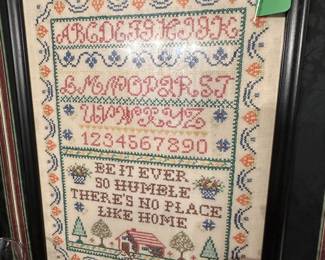 ABCDEFGHIJK
LMNOPQRST
UVWXYZ
1234567890
BE IT EVER
SO HUMBLE
THERE'S NO PLACE
LIKE HOME